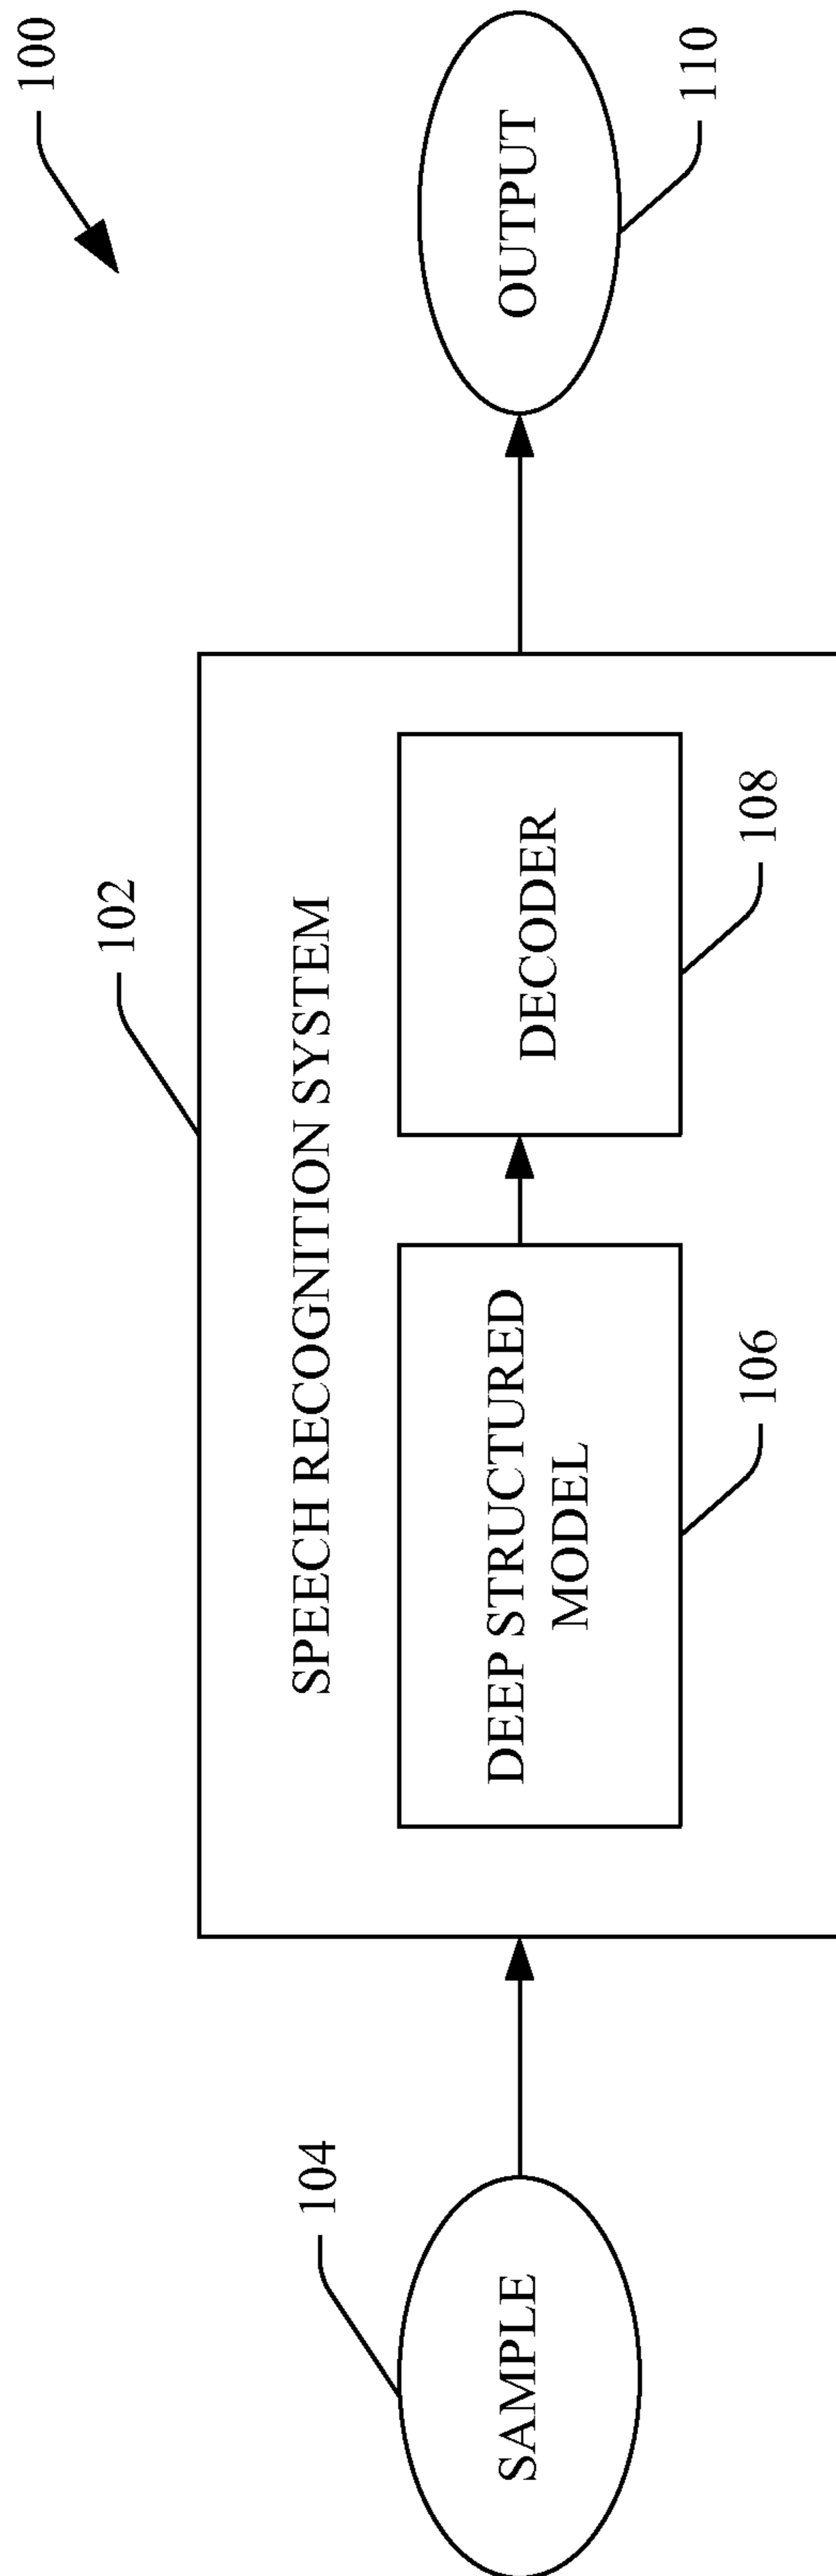 100
102
SPEECH RECOGNITION SYSTEM
104
SAMPLE
DEEP STRUCTURED
MODEL
DECODER
OUTPUT
106
108
110